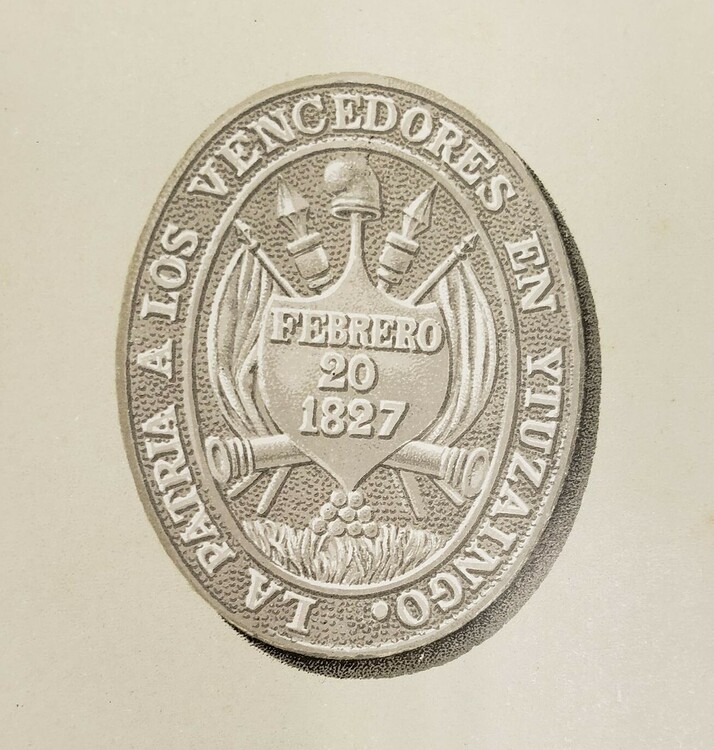 LA PATRIA A LOS VENCEDORES EN YTUZAINGO.
FEBRERO
20
1827